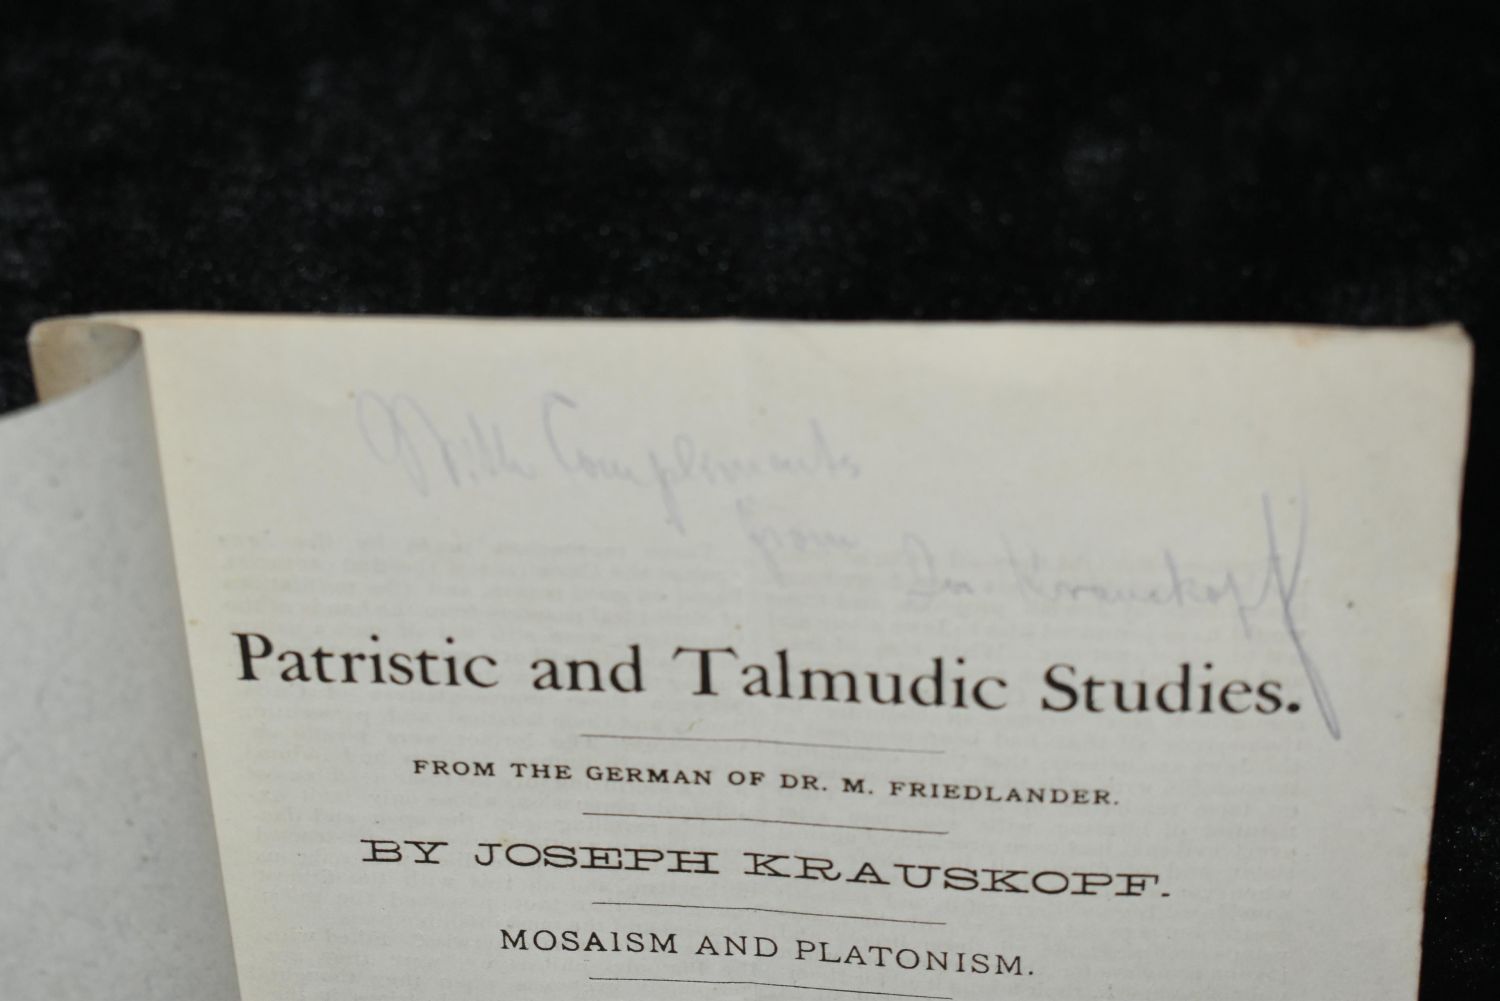 With Compliments
from Dr. Krauskopf
Patristic and Talmudic Studies.
FROM THE GERMAN OF DR. M. FRIEDLANDER.
BY JOSEPH KRAUSKOPF.
MOSAISM AND PLATONISM.